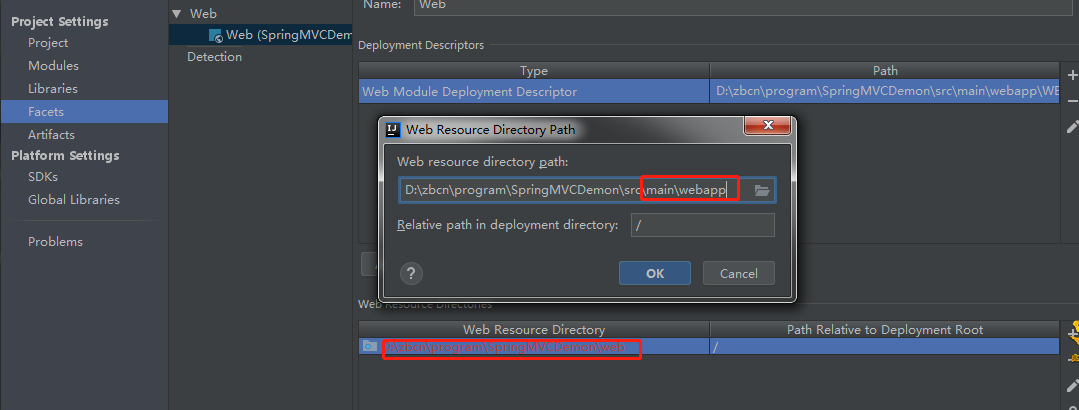 Project Settings
Project
Modules
Libraries
Facets
Artifacts
Platform Settings
SDKs
Global Libraries
Problems
Web
Web (SpringMVCDem
Detection
Name: Web
Deployment Descriptors
Type Path
Web Module Deployment Descriptor D:\zbcn\program\SpringMVCDemon\src\main\webapp\WE
Web Resource Directory Path
Web resource directory path:
D:\zbcn\program\SpringMVCDemon\src\main\webapp
Relative path in deployment directory: /
? OK Cancel
Web Resource Directories
Web Resource Directory Path Relative to Deployment Root
D:\zbcn\program\SpringMVCDemon\web /